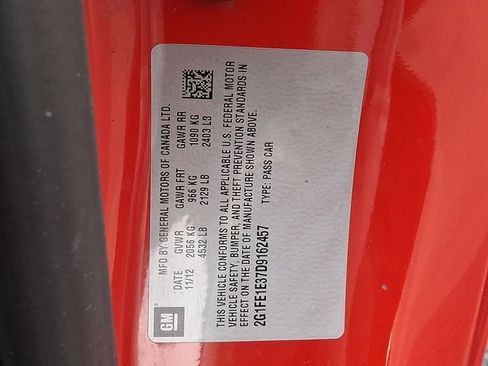 GM
MFD BY GENERAL MOTORS OF CANADA LTD.
DATE GVWR GAWR FRT GAWR RR
11/12 2056 KG 966 KG 1090 KG
4532 LB 2129 LB 2403 LB
THIS VEHICLE CONFORMS TO ALL APPLICABLE U.S. FEDERAL MOTOR
VEHICLE SAFETY, BUMPER, AND THEFT PREVENTION STANDARDS IN
EFFECT ON THE DATE OF MANUFACTURE SHOWN ABOVE.
2G1FE1E37D9162457 TYPE: PASS CAR